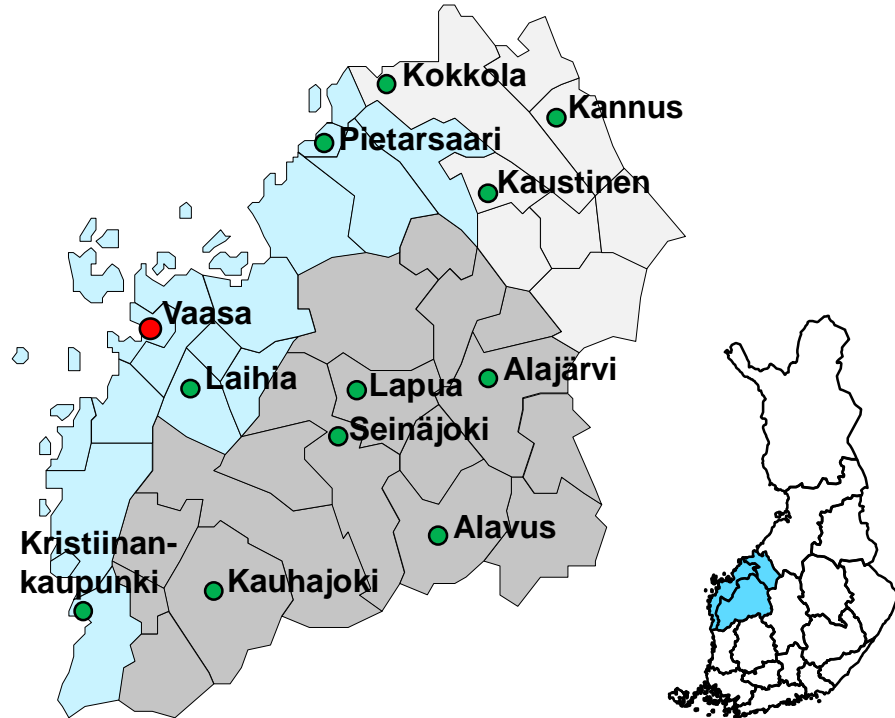 Kokkola
Kannus
Pietarsaari
Kaustinen
Vaasa
Laihia
Lapua
Alajärvi
Seinäjoki
Alavus
Kristiinan-
kaupunki
Kauhajoki